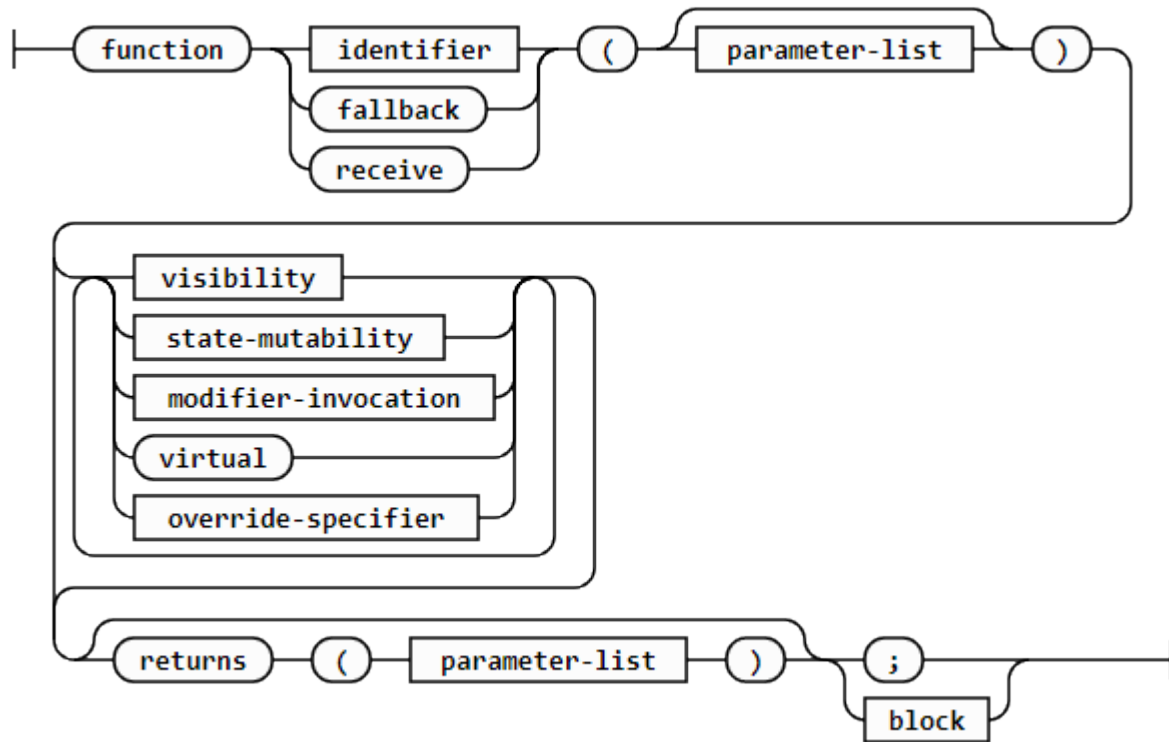 function identifier ( parameter-list )
fallback
receive
visibility
state-mutability
modifier-invocation
virtual
override-specifier
returns ( parameter-list ) ;
block